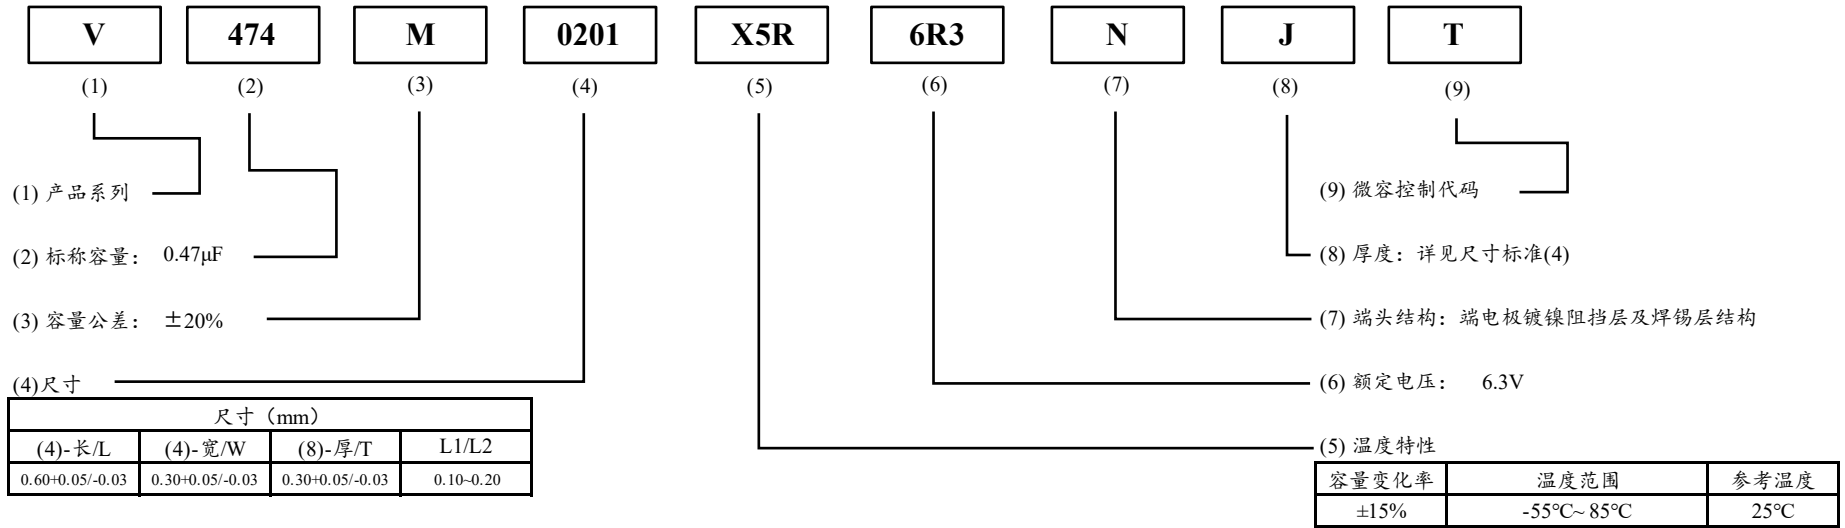 V 474 M 0201 X5R 6R3 N J T
(1) (2) (3) (4) (5) (6) (7) (8) (9)
(1) 产品系列
(9) 微容控制代码
(2) 标称容量： 0.47μF
(8) 厚度：详见尺寸标准(4)
(3) 容量公差： ±20%
(7) 端头结构：端电极镀镍阻挡层及焊锡层结构
(4)尺寸
(6) 额定电压： 6.3V
尺寸（mm）
(4)-长/L (4)-宽/W (8)-厚/T L1/L2
0.60+0.05/-0.03 0.30+0.05/-0.03 0.30+0.05/-0.03 0.10~0.20
(5) 温度特性
容量变化率 温度范围 参考温度
±15% -55℃~ 85℃ 25℃